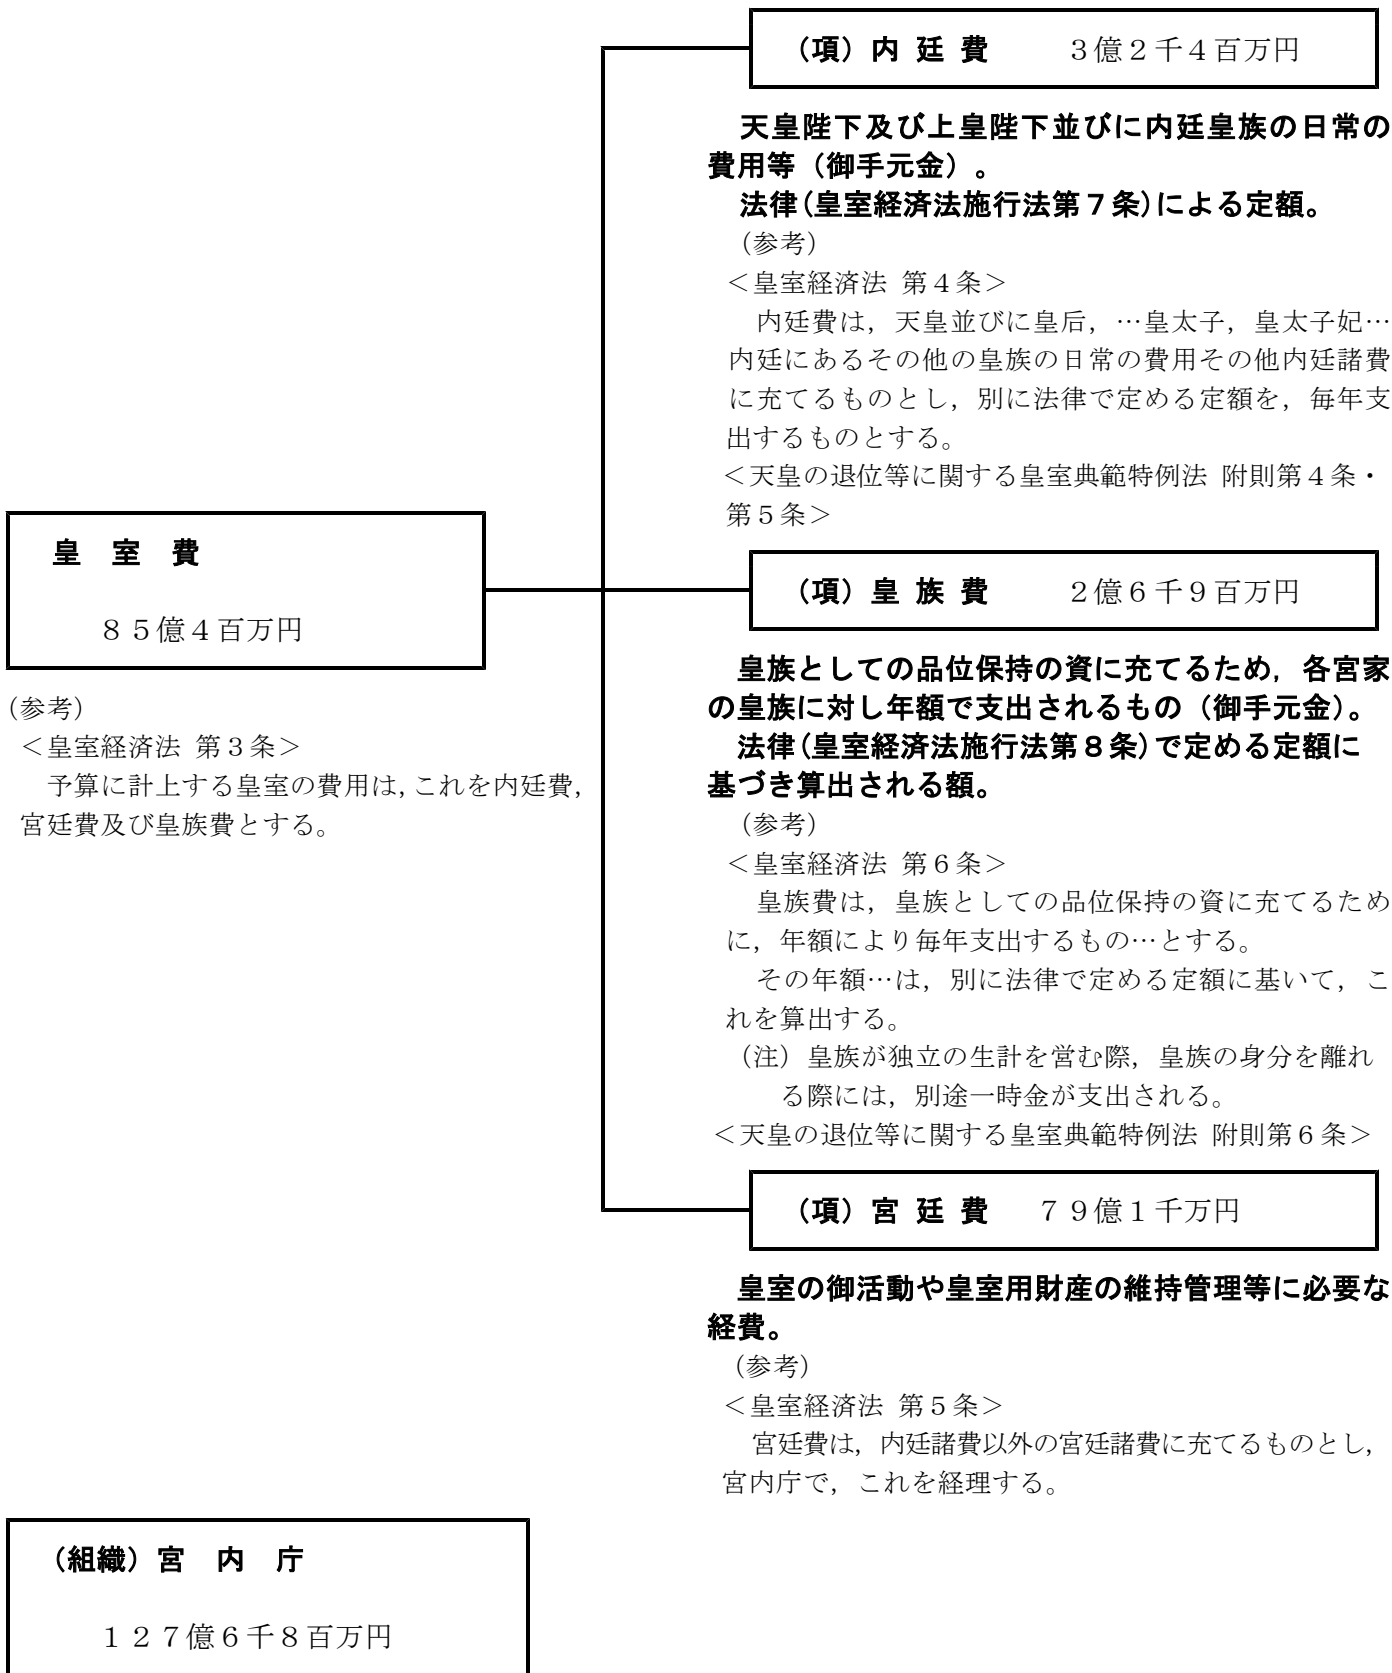 （項）内 廷 費　３億２千４百万円
天皇陛下及び上皇陛下並びに内廷皇族の日常の
費用等（御手元金）。
法律(皇室経済法施行法第７条)による定額。
（参考）
＜皇室経済法 第４条＞
内廷費は，天皇並びに皇后，…皇太子，皇太子妃…
内廷にあるその他の皇族の日常の費用その他内廷諸費
に充てるものとし，別に法律で定める定額を，毎年支
出するものとする。
＜天皇の退位等に関する皇室典範特例法 附則第４条・
第５条＞
皇　室　費
８５億４百万円
（参考）
＜皇室経済法 第３条＞
予算に計上する皇室の費用は，これを内廷費，
宮廷費及び皇族費とする。
（項）皇 族 費　２億６千９百万円
皇族としての品位保持の資に充てるため，各宮家
の皇族に対し年額で支出されるもの（御手元金）。
法律(皇室経済法施行法第８条)で定める定額に
基づき算出される額。
（参考）
＜皇室経済法 第６条＞
皇族費は，皇族としての品位保持の資に充てるため
に，年額により毎年支出するもの…とする。
その年額…は，別に法律で定める定額に基いて，こ
れを算出する。
（注）皇族が独立の生計を営む際，皇族の身分を離れ
る際には，別途一時金が支出される。
＜天皇の退位等に関する皇室典範特例法 附則第６条＞
（項）宮 廷 費　７９億１千万円
皇室の御活動や皇室用財産の維持管理等に必要な
経費。
（参考）
＜皇室経済法 第５条＞
宮廷費は，内廷諸費以外の宮廷諸費に充てるものとし，
宮内庁で，これを経理する。
（組織）宮　内　庁
１２７億６千８百万円